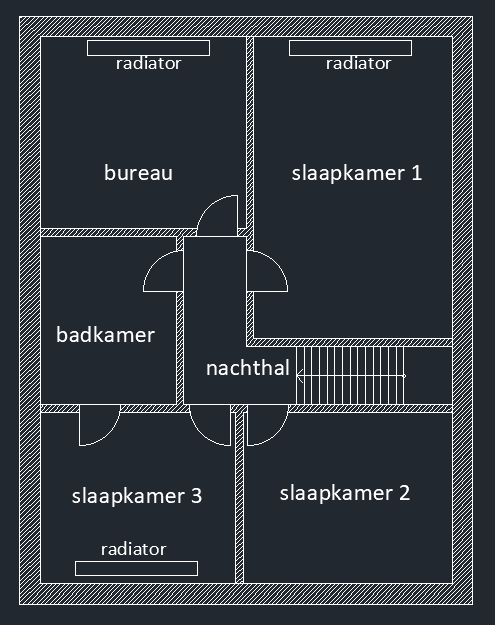 radiator
radiator
bureau
slaapkamer 1
badkamer
nachthal
slaapkamer 3
slaapkamer 2
radiator